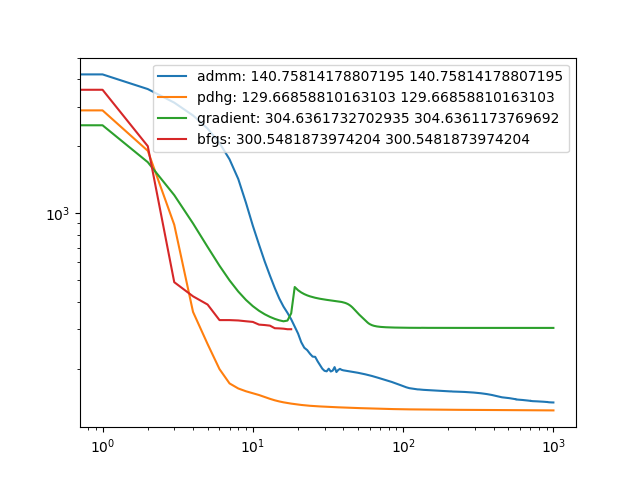 admm: 140.75814178807195 140.75814178807195
pdhg: 129.66858810163103 129.66858810163103
gradient: 304.6361732702935 304.6361173769692
bfgs: 300.5481873974204 300.5481873974204
10³
10⁰ 10¹ 10² 10³